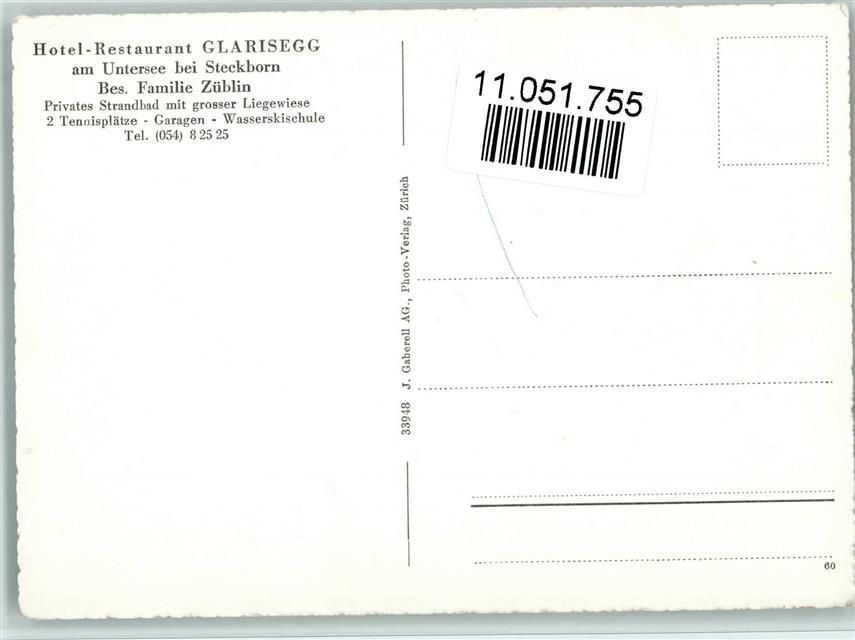 Hotel-Restaurant GLARISEGG
am Untersee bei Steckborn
Bes. Familie Züblin
Privates Strandbad mit grosser Liegewiese
2 Tennisplätze - Garagen - Wasserskischule
Tel. (054) 8 25 25
11.051.755
33948 J. Gaberell AG., Photo-Verlag, Zürich
60